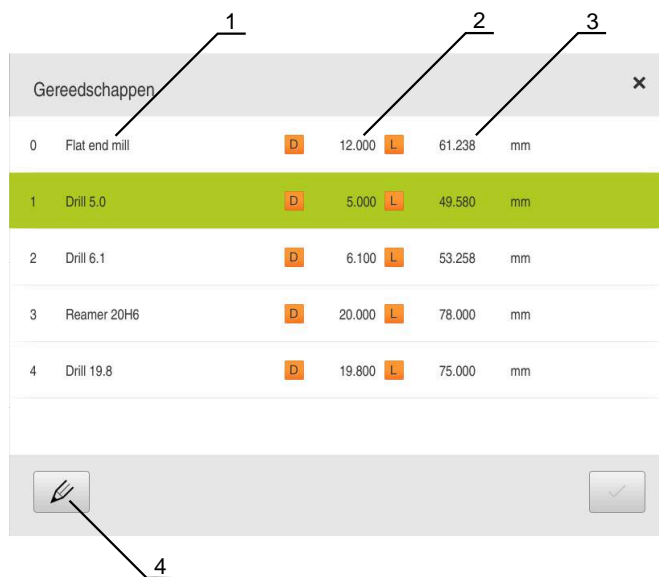 1 2 3
Gereedschappen ×
0 Flat end mill D 12.000 L 61.238 mm
1 Drill 5.0 D 5.000 L 49.580 mm
2 Drill 6.1 D 6.100 L 53.258 mm
3 Reamer 20H6 D 20.000 L 78.000 mm
4 Drill 19.8 D 19.800 L 75.000 mm
4